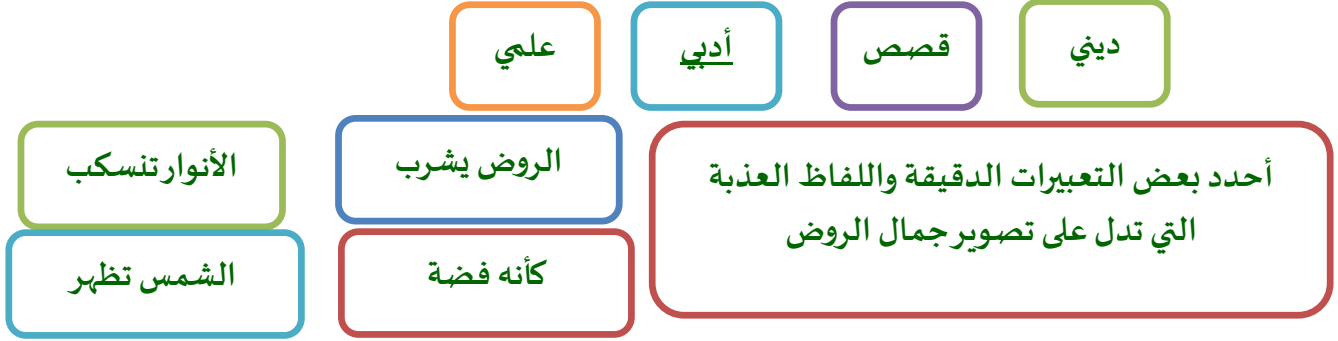 ديني
قصص
أدبي
علمي
أحدد بعض التعبيرات الدقيقة واللفاظ العذبة
التي تدل على تصوير جمال الروض
الروض يشرب
الأنوار تنسكب
كأنه فضة
الشمس تظهر